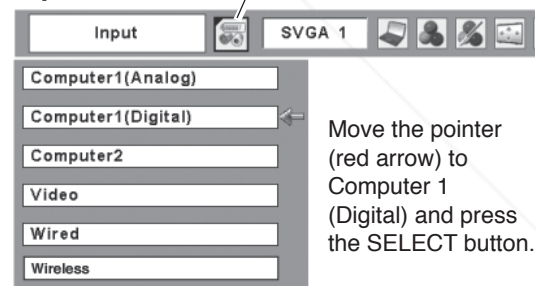 Input SVGA 1
Computer1(Analog)
Computer1(Digital)
Computer2
Video
Wired
Wireless
Move the pointer
(red arrow) to
Computer 1
(Digital) and press
the SELECT button.